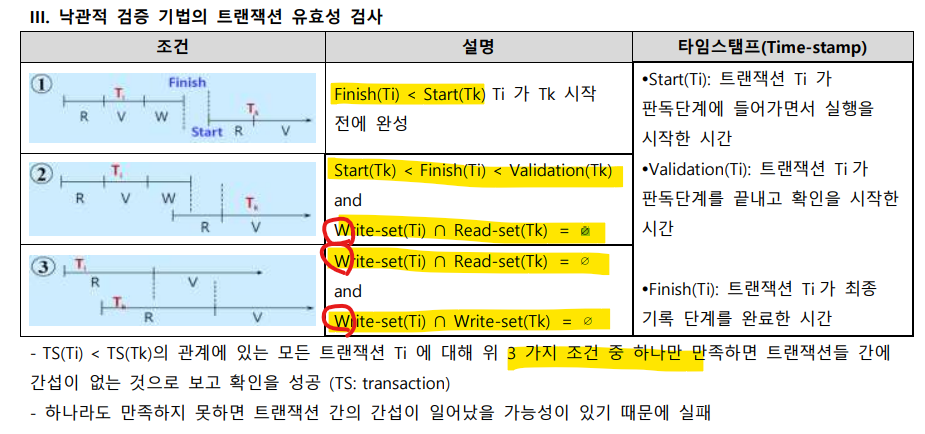 III. 낙관적 검증 기법의 트랜잭션 유효성 검사
조건
설명
타임스탬프(Time-stamp)
①
Ti
Finish
R
V
W
Start
Tk
R
V
Finish(Ti) < Start(Tk) Ti 가 Tk 시작
전에 완성
②
Ti
R
V
W
Tk
R
V
Start(Tk) < Finish(Ti) < Validation(Tk)
and
Write-set(Ti) ∩ Read-set(Tk) = ∅
③
Ti
R
V
Tk
R
V
Write-set(Ti) ∩ Read-set(Tk) = ∅
and
Write-set(Ti) ∩ Write-set(Tk) = ∅
•Start(Ti): 트랜잭션 Ti 가
판독단계에 들어가면서 실행을
시작한 시간
•Validation(Ti): 트랜잭션 Ti 가
판독단계를 끝내고 확인을 시작한
시간
•Finish(Ti): 트랜잭션 Ti 가 최종
기록 단계를 완료한 시간
- TS(Ti) < TS(Tk)의 관계에 있는 모든 트랜잭션 Ti 에 대해 위 3 가지 조건 중 하나만 만족하면 트랜잭션들 간에
간섭이 없는 것으로 보고 확인을 성공 (TS: transaction)
- 하나라도 만족하지 못하면 트랜잭션 간의 간섭이 일어났을 가능성이 있기 때문에 실패